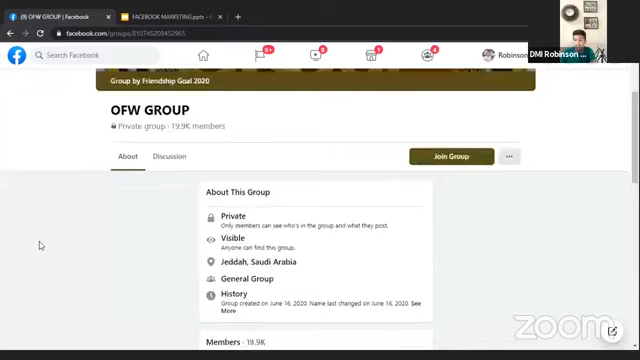 (1) OFW GROUP | Facebook
FACEBOOK MARKETING.pptx -
facebook.com/groups/810745209452965
Search Facebook
9+
8
1
4
Robinson
DMI Robinson
Group by Friendship Goal 2020
OFW GROUP
Private group · 19.9K members
About Discussion
Join Group
About This Group
Private
Only members can see who's in the group and what they post.
Visible
Anyone can find this group.
Jeddah, Saudi Arabia
General Group
History
Group created on June 16, 2020. Name last changed on June 16, 2020. See
More
Members · 19.9K
zoom